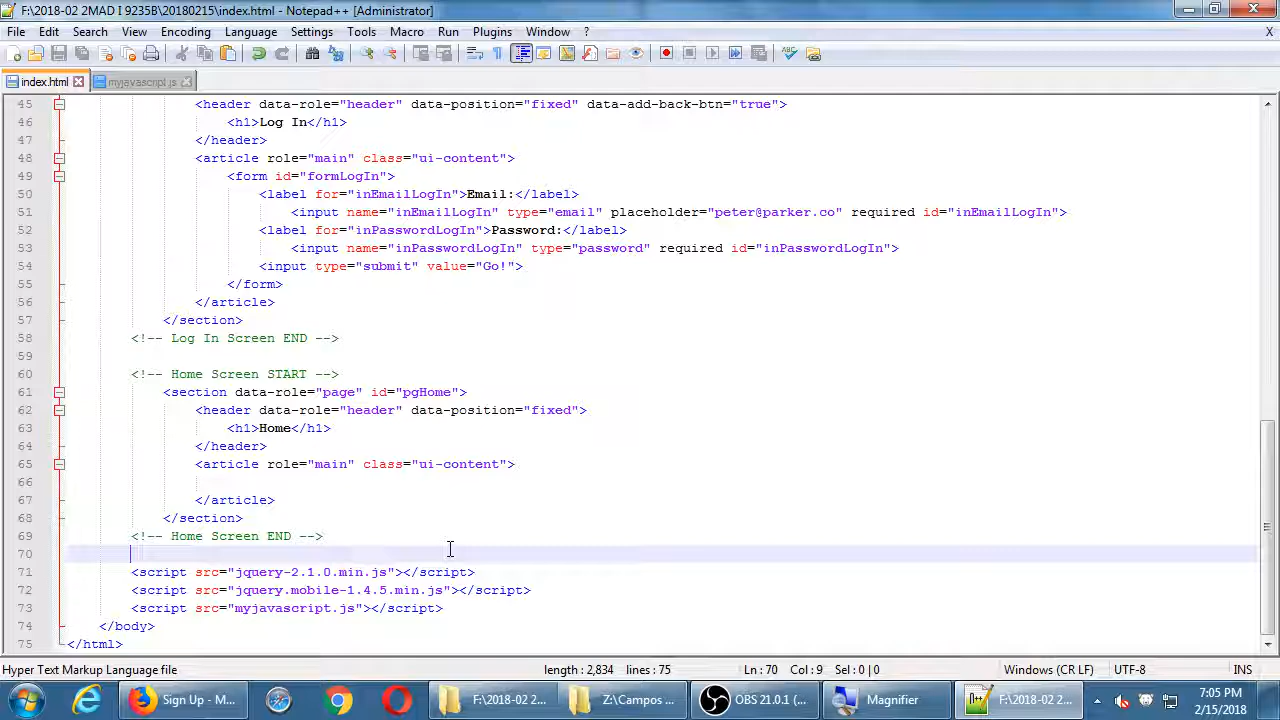 F:\2018-02 2MAD I 9235B\20180215\index.html - Notepad++ [Administrator]
File Edit Search View Encoding Language Settings Tools Macro Run Plugins Window ? X
index.html myjavascript.js
45 <header data-role="header" data-position="fixed" data-add-back-btn="true">
46 <h1>Log In</h1>
47 </header>
48 <article role="main" class="ui-content">
49 <form id="formLogIn">
50 <label for="inEmailLogIn">Email:</label>
51 <input name="inEmailLogIn" type="email" placeholder="peter@parker.co" required id="inEmailLogIn">
52 <label for="inPasswordLogIn">Password:</label>
53 <input name="inPasswordLogIn" type="password" required id="inPasswordLogIn">
54 <input type="submit" value="Go!">
55 </form>
56 </article>
57 </section>
58 <!-- Log In Screen END -->
59
60 <!-- Home Screen START -->
61 <section data-role="page" id="pgHome">
62 <header data-role="header" data-position="fixed">
63 <h1>Home</h1>
64 </header>
65 <article role="main" class="ui-content">
66
67 </article>
68 </section>
69 <!-- Home Screen END -->
70
71 <script src="jquery-2.1.0.min.js"></script>
72 <script src="jquery.mobile-1.4.5.min.js"></script>
73 <script src="myjavascript.js"></script>
74 </body>
75 </html>
Hyper Text Markup Language file length : 2,834 lines : 75 Ln : 70 Col : 9 Sel : 0 | 0 Windows (CR LF) UTF-8 INS
Sign Up - M... F:\2018-02 2... Z:\Campos ... OBS 21.0.1 (... Magnifier F:\2018-02 2... 7:05 PM
2/15/2018